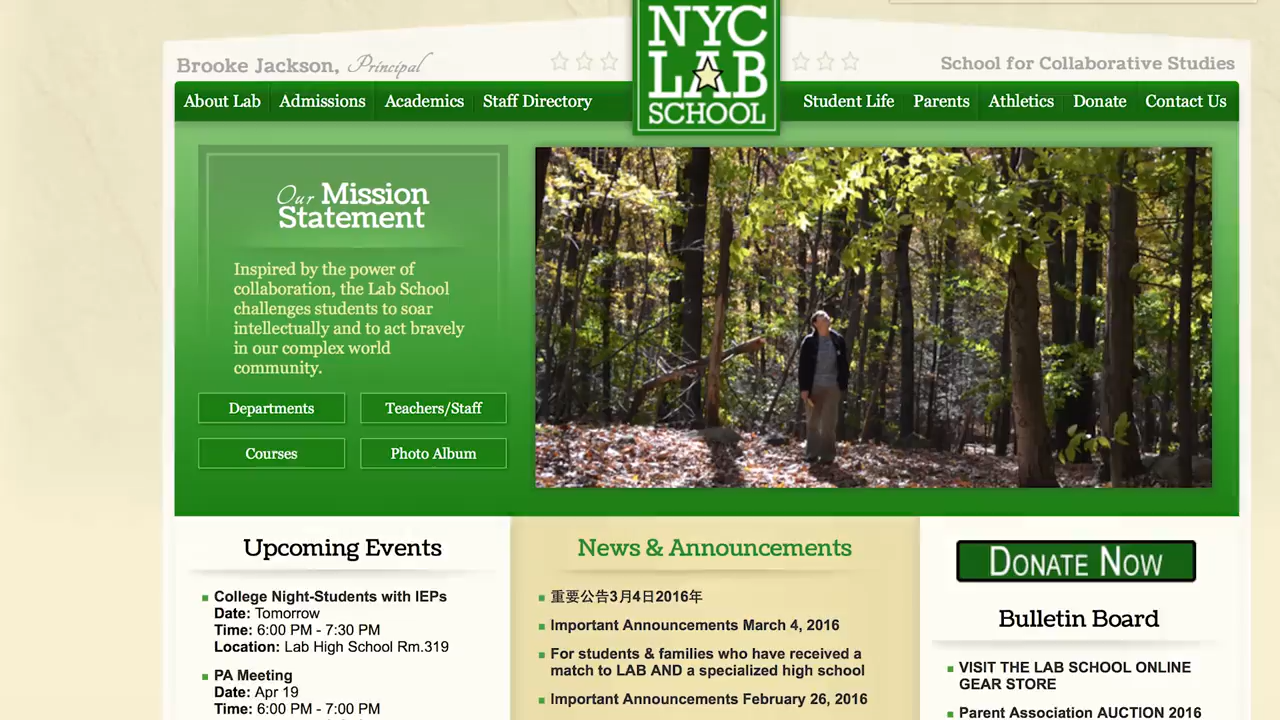 Brooke Jackson, Principal
NYC
LAB
SCHOOL
School for Collaborative Studies
About Lab Admissions Academics Staff Directory Student Life Parents Athletics Donate Contact Us
Our Mission
Statement
Inspired by the power of
collaboration, the Lab School
challenges students to soar
intellectually and to act bravely
in our complex world
community.
Departments Teachers/Staff
Courses Photo Album
Upcoming Events
College Night-Students with IEPs
Date: Tomorrow
Time: 6:00 PM - 7:30 PM
Location: Lab High School Rm.319
PA Meeting
Date: Apr 19
Time: 6:00 PM - 7:00 PM
News & Announcements
重要公告3月4日2016年
Important Announcements March 4, 2016
For students & families who have received a
match to LAB AND a specialized high school
Important Announcements February 26, 2016
DONATE NOW
Bulletin Board
VISIT THE LAB SCHOOL ONLINE
GEAR STORE
Parent Association AUCTION 2016